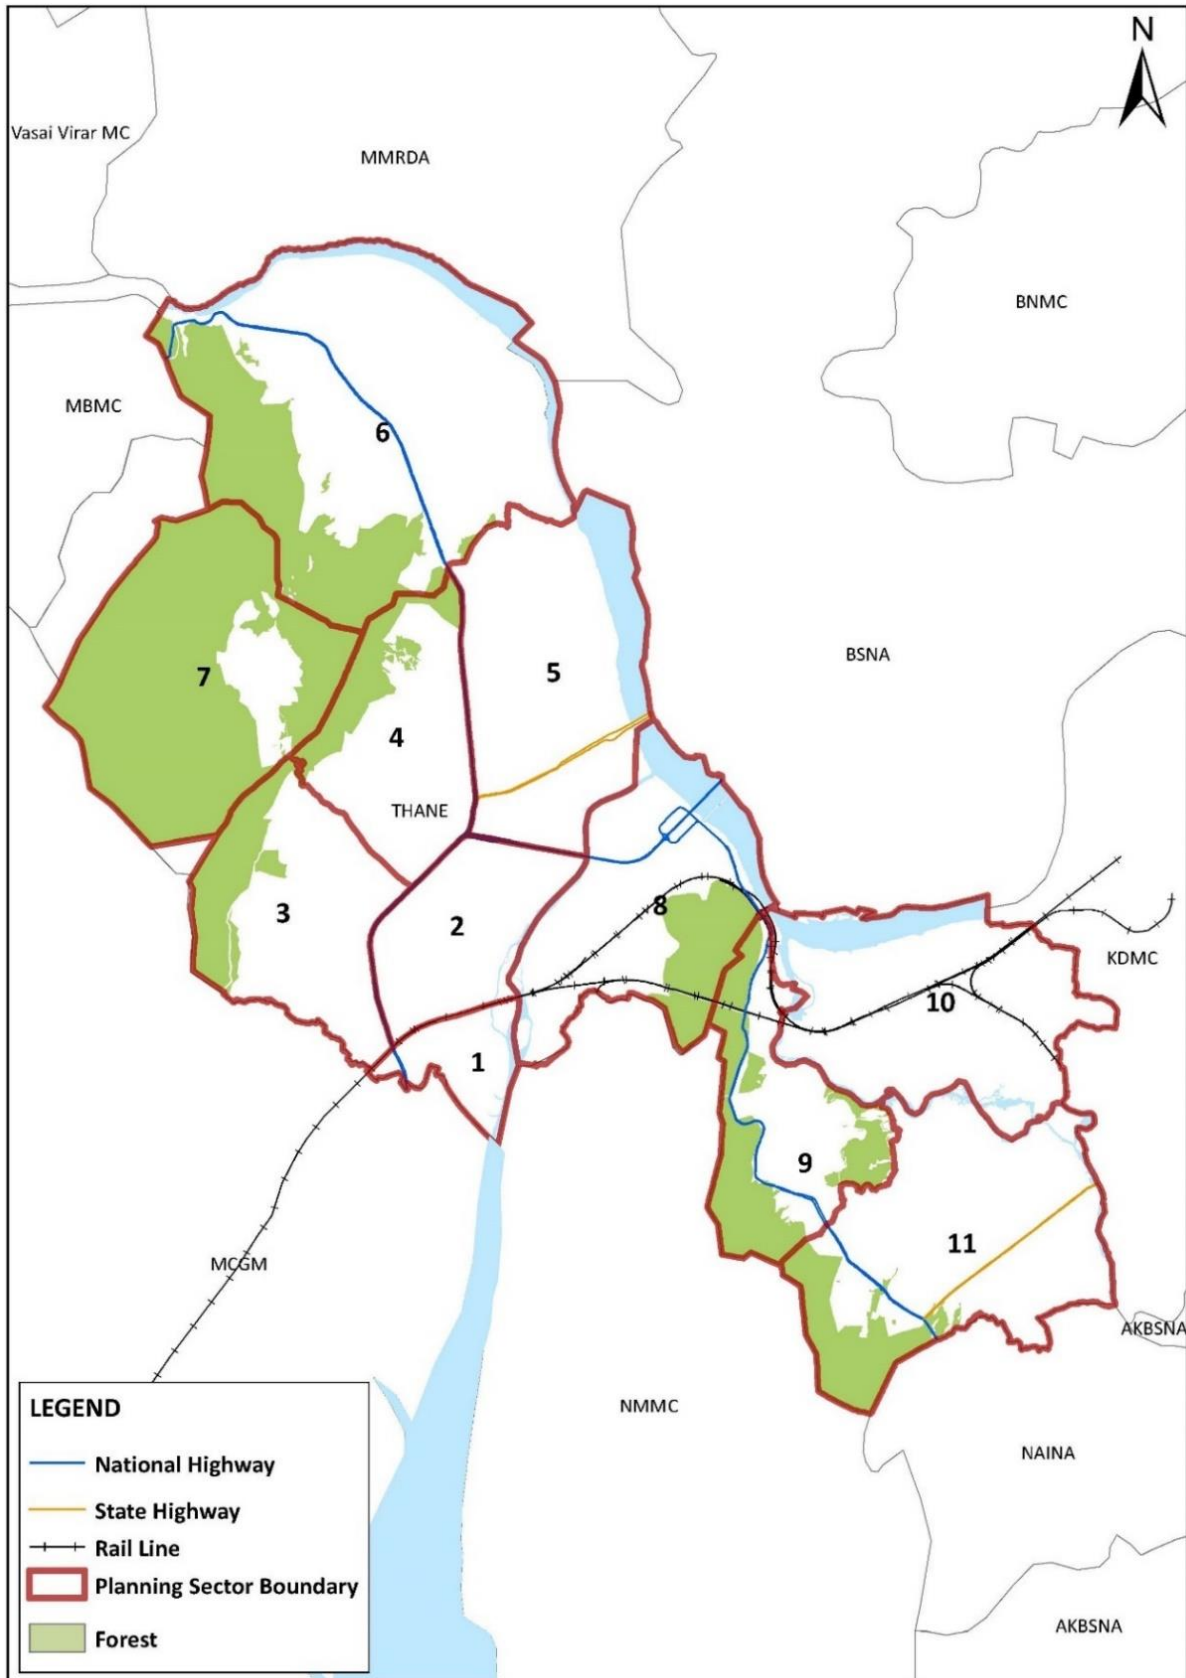 N
Vasai Virar MC
MMRDA
BNMC
MBMC
6
BSNA
5
7
4
THANE
8
3
2
KDMC
10
1
9
11
MCGM
AKBSNA
NMMC
NAINA
AKBSNA
LEGEND
National Highway
State Highway
Rail Line
Planning Sector Boundary
Forest